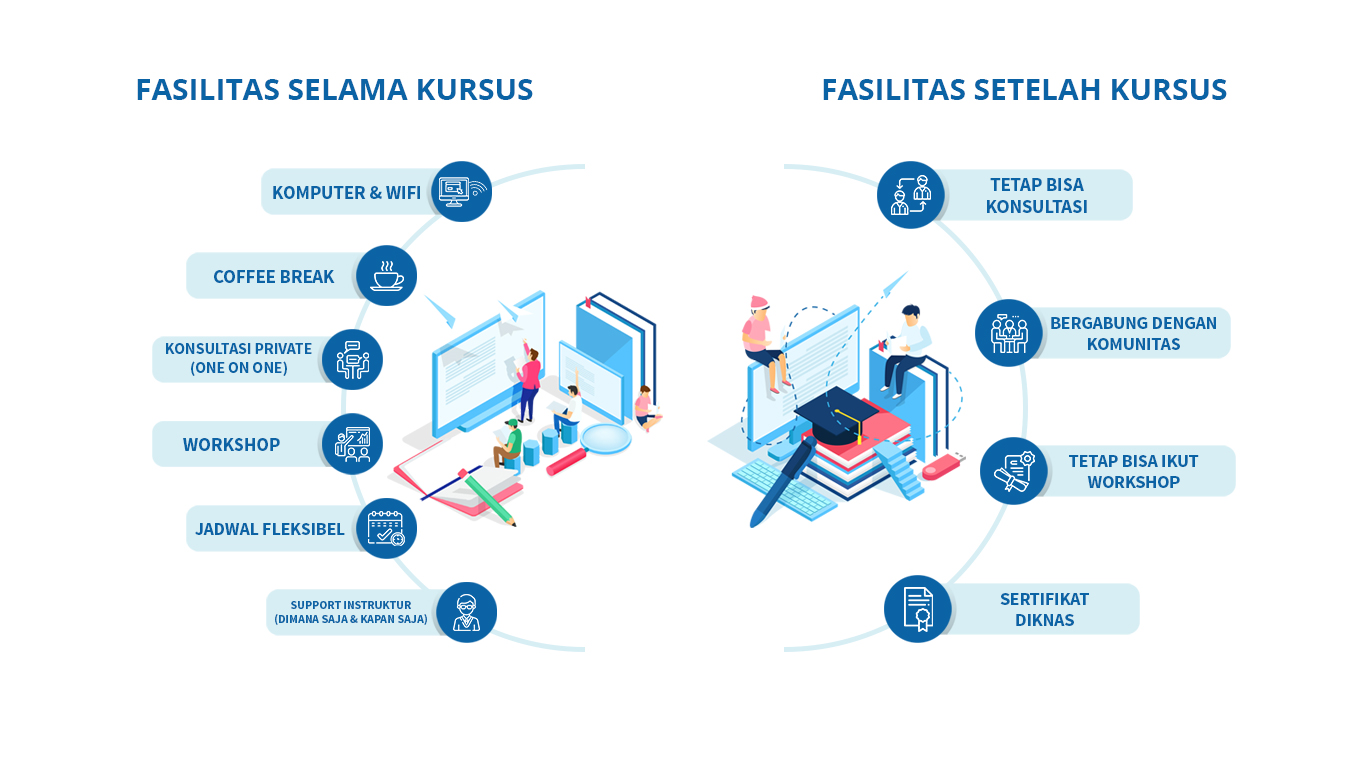 FASILITAS SELAMA KURSUS
KOMPUTER & WIFI
COFFEE BREAK
KONSULTASI PRIVATE
(ONE ON ONE)
WORKSHOP
JADWAL FLEKSIBEL
SUPPORT INSTRUKTUR
(DIMANA SAJA & KAPAN SAJA)
FASILITAS SETELAH KURSUS
TETAP BISA
KONSULTASI
BERGABUNG DENGAN
KOMUNITAS
TETAP BISA IKUT
WORKSHOP
SERTIFIKAT
DIKNAS